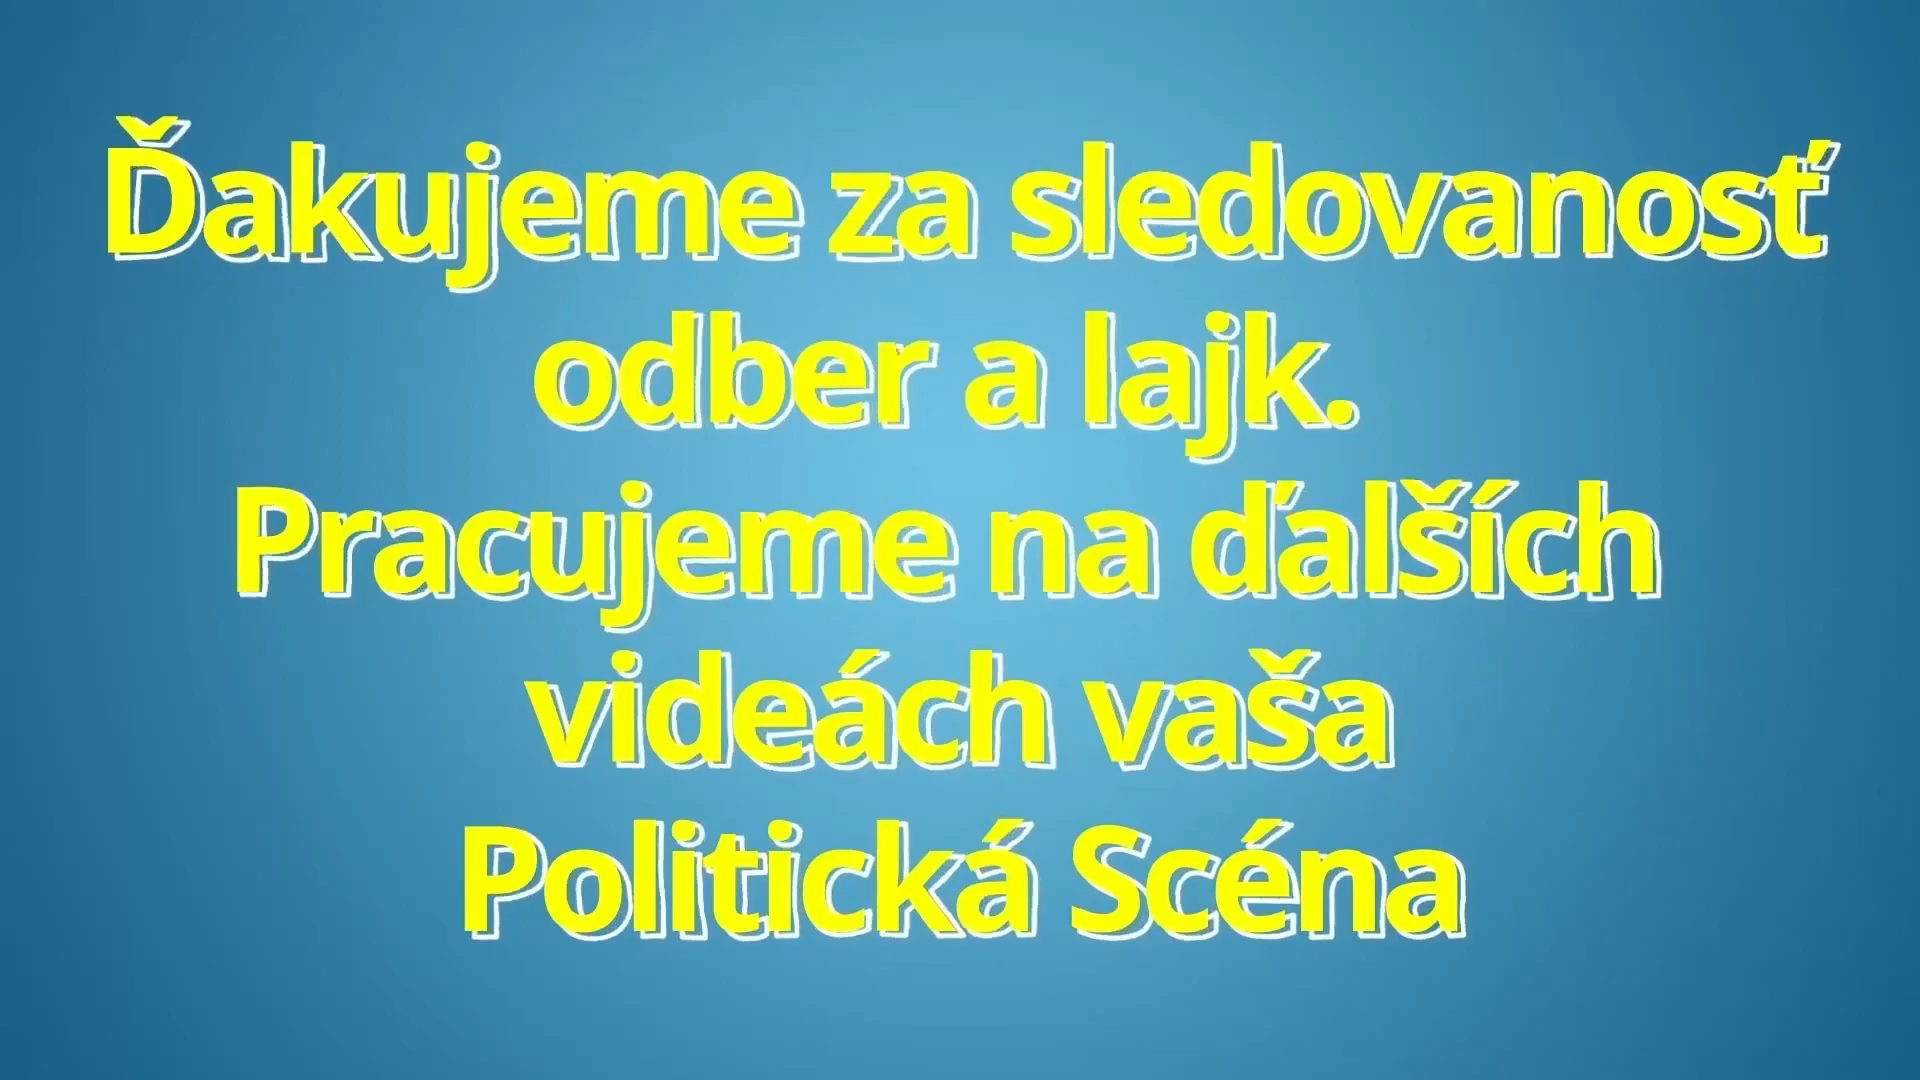 Ďakujeme za sledovanosť
odber a lajk.
Pracujeme na ďalších
videách vaša
Politická Scéna